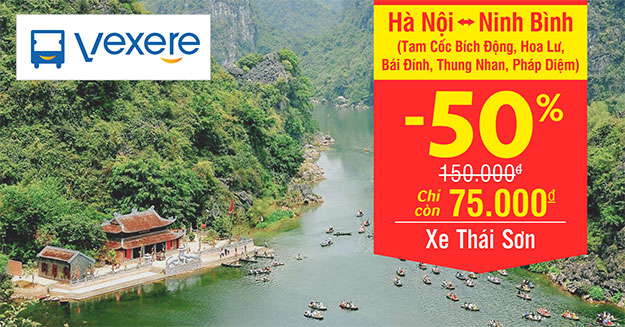 Vexere
Hà Nội ⬌ Ninh Bình
(Tam Cốc Bích Động, Hoa Lư,
Bái Đính, Thung Nhan, Pháp Diệm)
-50%
150.000đ
Chỉ còn 75.000đ
Xe Thái Sơn